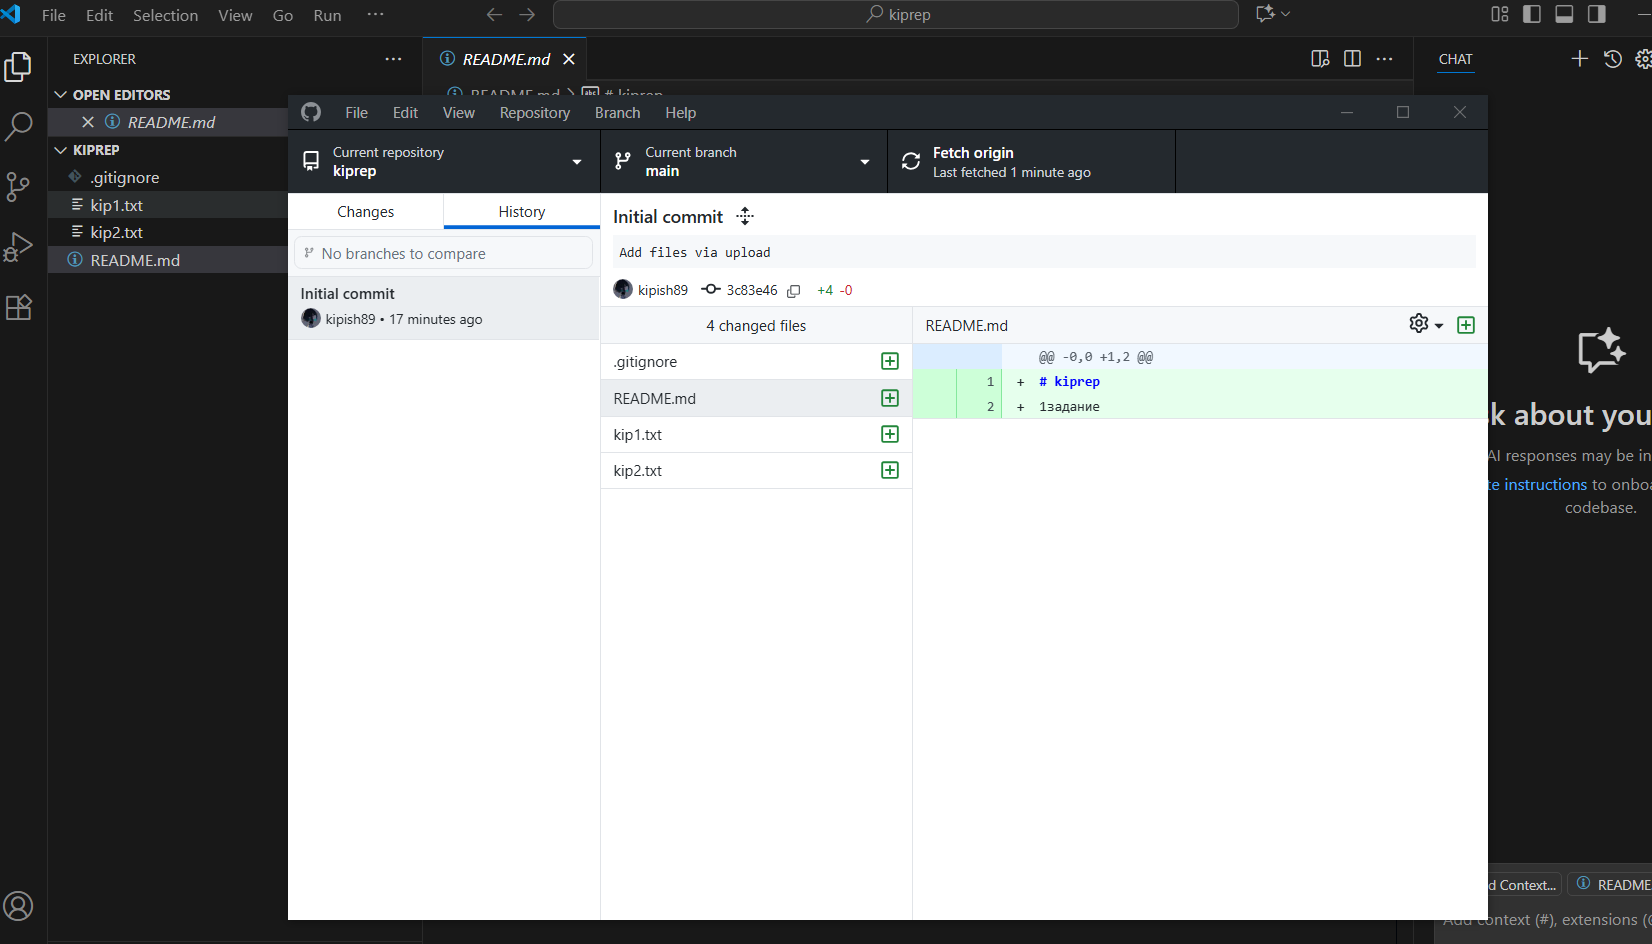 File Edit Selection View Go Run ···
kiprep
EXPLORER ···
OPEN EDITORS
README.md
KIPREP
.gitignore
kip1.txt
kip2.txt
README.md
README.md
README.md > # kiprep
File Edit View Repository Branch Help
Current repository
kiprep
Current branch
main
Fetch origin
Last fetched 1 minute ago
Changes History
No branches to compare
Initial commit
kipish89 • 17 minutes ago
Initial commit
Add files via upload
kipish89 3c83e46 +4 -0
4 changed files
.gitignore
README.md
kip1.txt
kip2.txt
README.md
@@ -0,0 +1,2 @@
1 + # kiprep
2 + 1задание
CHAT
k about you
AI responses may be in
te instructions to onboa
codebase.
d Context... README
Add context (#), extensions (@